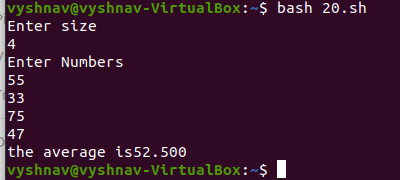 vyshnav@vyshnav-VirtualBox:~$ bash 20.sh
Enter size
4
Enter Numbers
55
33
75
47
the average is52.500
vyshnav@vyshnav-VirtualBox:~$